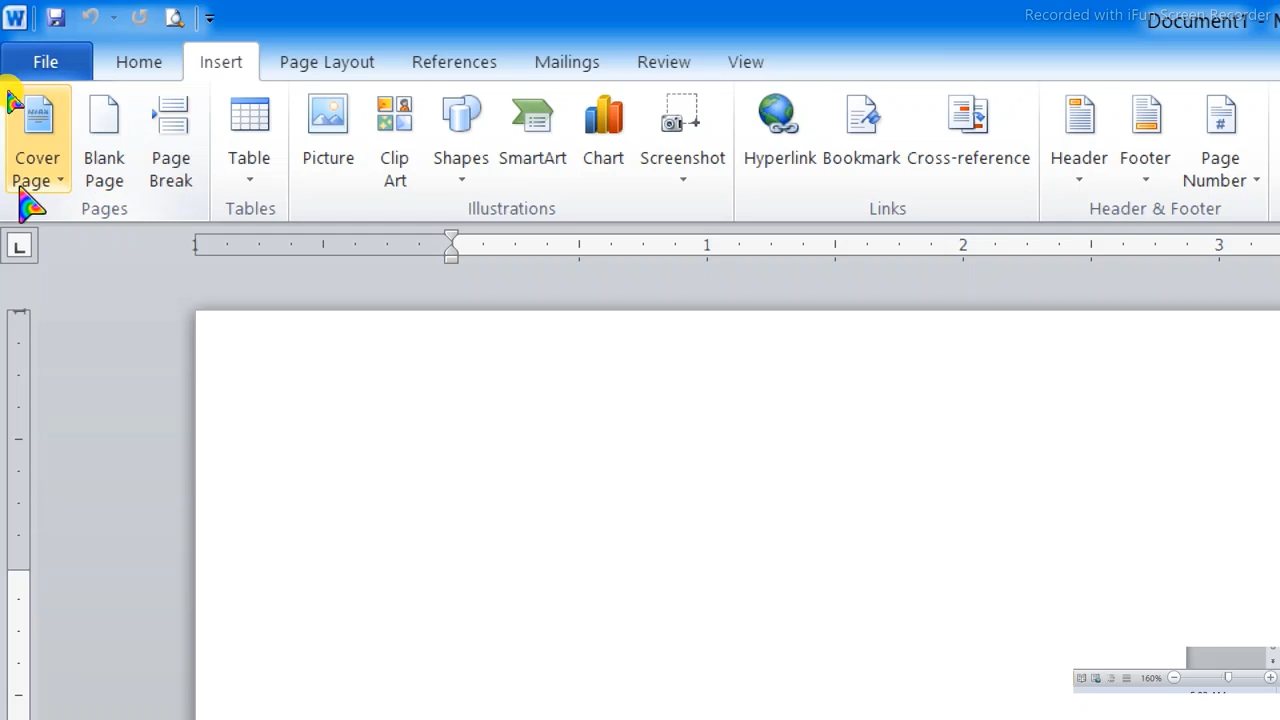 Recorded with iFun Screen Recorder
Document1 -
File Home Insert Page Layout References Mailings Review View
Cover Page
Blank Page
Page Break
Table
Picture
Clip Art
Shapes
SmartArt
Chart
Screenshot
Hyperlink
Bookmark
Cross-reference
Header
Footer
Page Number
Pages Tables Illustrations Links Header & Footer
1 1 2 3
160%